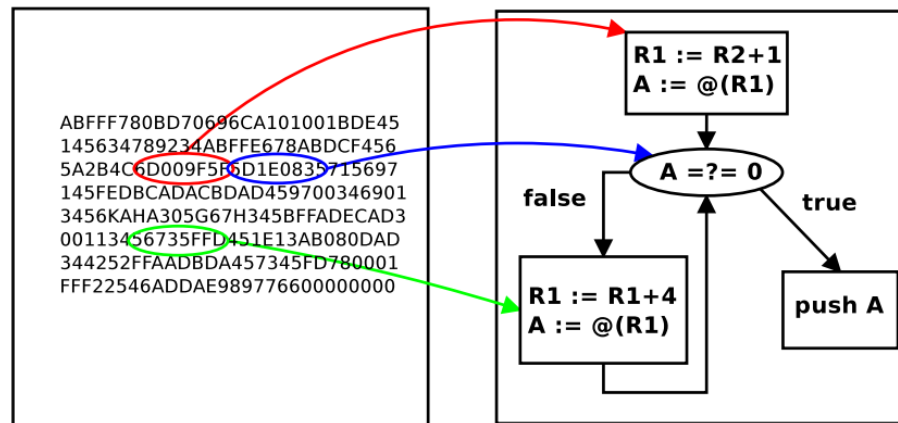 ABFFF780BD70696CA101001BDE45
145634789234ABFFE678ABDCF456
5A2B4C6D009F5F6D1E0835715697
145FEDBCADACBDAD459700346901
3456KAHA305G67H345BFFADECAD3
00113456735FFD451E13AB080DAD
344252FFAADBDA457345FD780001
FFF22546ADDAE989776600000000
R1 := R2+1
A := @(R1)
A =?= 0
false
true
R1 := R1+4
A := @(R1)
push A